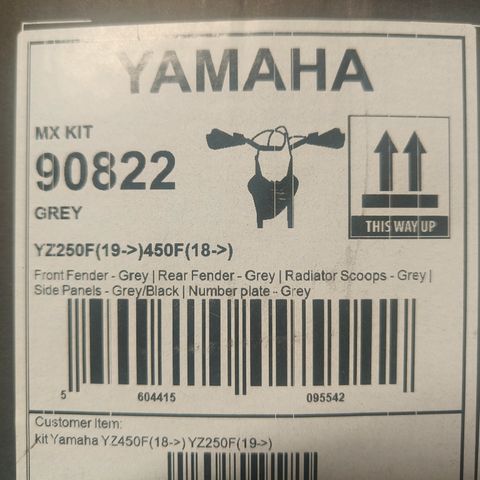 YAMAHA
MX KIT
90822
GREY
THIS WAY UP
YZ250F(19->)450F(18->)
Front Fender - Grey | Rear Fender - Grey | Radiator Scoops - Grey |
Side Panels - Grey/Black | Number plate - Grey
5 604415 095542
Customer Item:
kit Yamaha YZ450F(18->) YZ250F(19->)